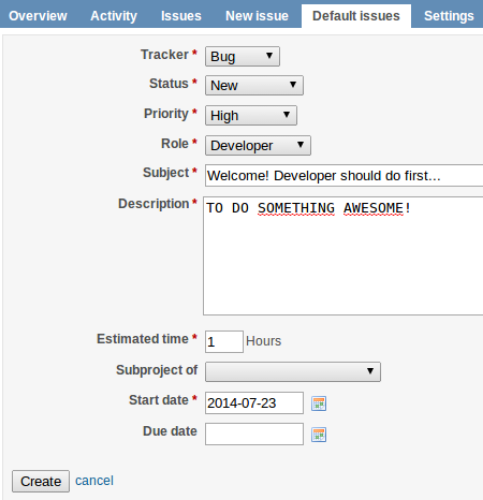 Overview Activity Issues New issue Default issues Settings
Tracker * Bug
Status * New
Priority * High
Role * Developer
Subject * Welcome! Developer should do first...
Description * TO DO SOMETHING AWESOME!
Estimated time * 1 Hours
Subproject of
Start date * 2014-07-23
Due date
Create cancel